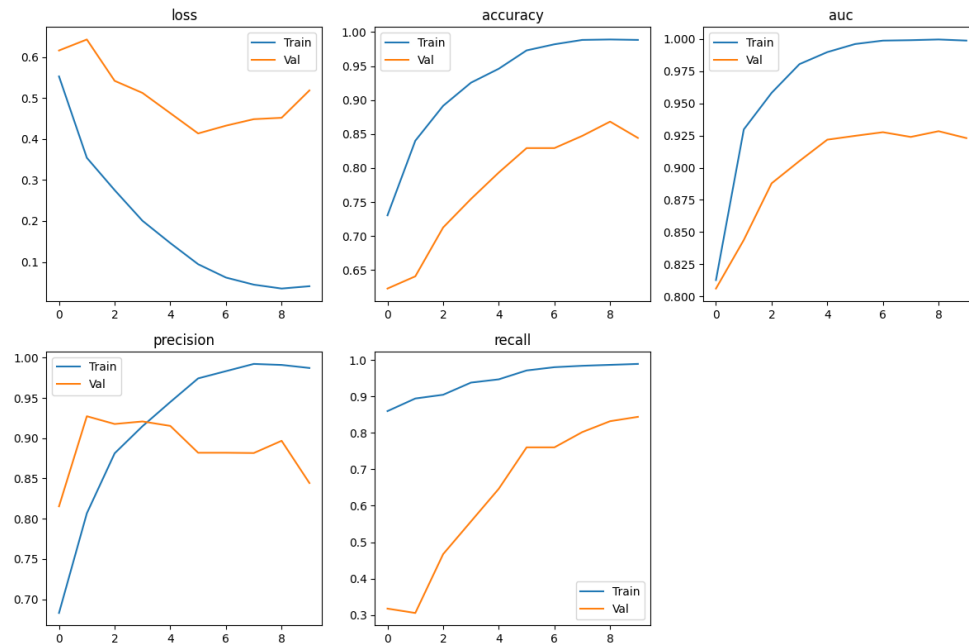 loss
0.6
0.5
0.4
0.3
0.2
0.1
0 2 4 6 8
Train
Val
accuracy
1.00
0.95
0.90
0.85
0.80
0.75
0.70
0.65
0 2 4 6 8
Train
Val
auc
1.000
0.975
0.950
0.925
0.900
0.875
0.850
0.825
0.800
0 2 4 6 8
Train
Val
precision
1.00
0.95
0.90
0.85
0.80
0.75
0.70
0 2 4 6 8
Train
Val
recall
1.0
0.9
0.8
0.7
0.6
0.5
0.4
0.3
0 2 4 6 8
Train
Val